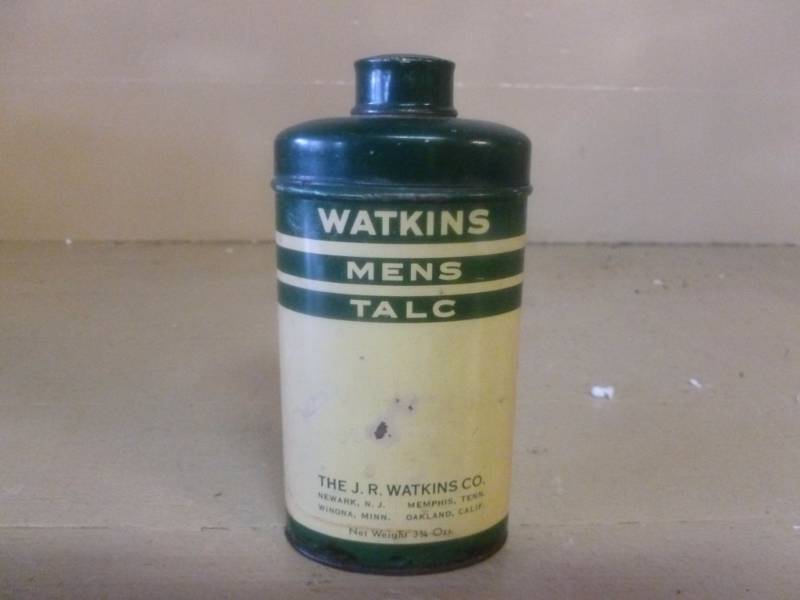 WATKINS
MENS
TALC
THE J. R. WATKINS CO.
NEWARK, N. J. MEMPHIS, TENN.
WINONA, MINN. OAKLAND, CALIF.
Net Weight 3¾ Ozs.